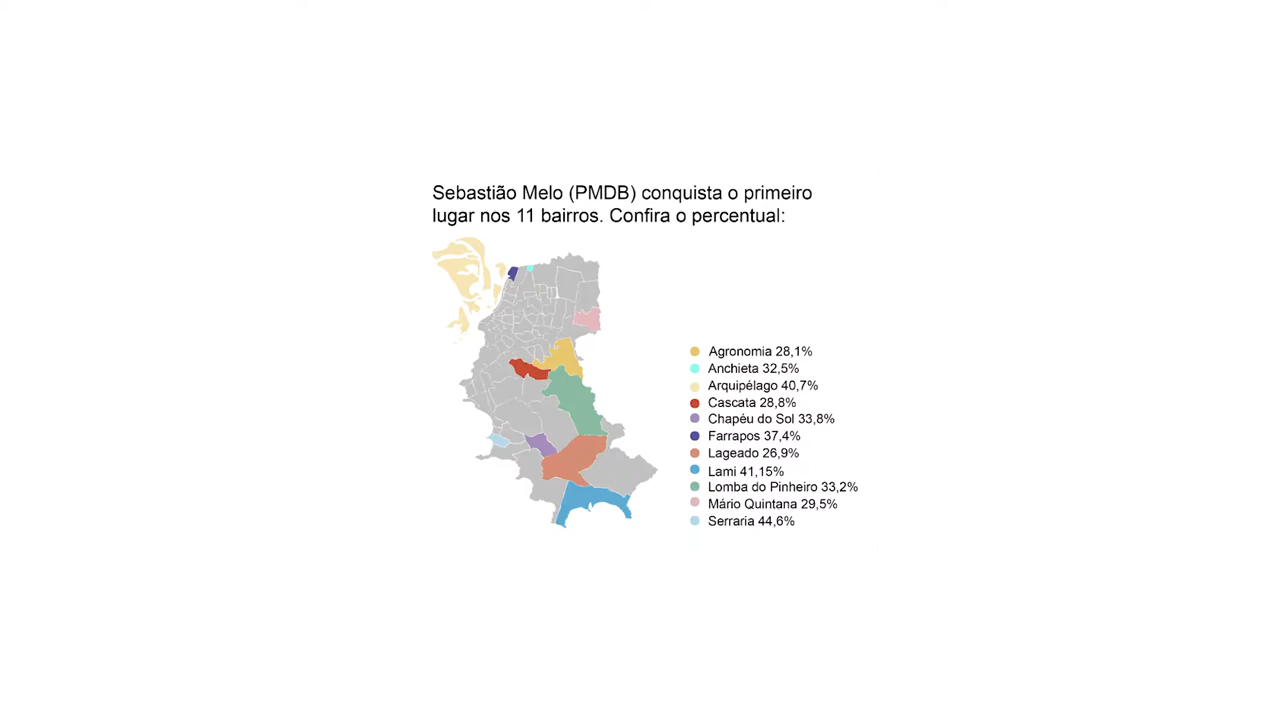 Sebastião Melo (PMDB) conquista o primeiro
lugar nos 11 bairros. Confira o percentual:
Agronomia 28,1%
Anchieta 32,5%
Arquipélago 40,7%
Cascata 28,8%
Chapéu do Sol 33,8%
Farrapos 37,4%
Lageado 26,9%
Lami 41,15%
Lomba do Pinheiro 33,2%
Mário Quintana 29,5%
Serraria 44,6%